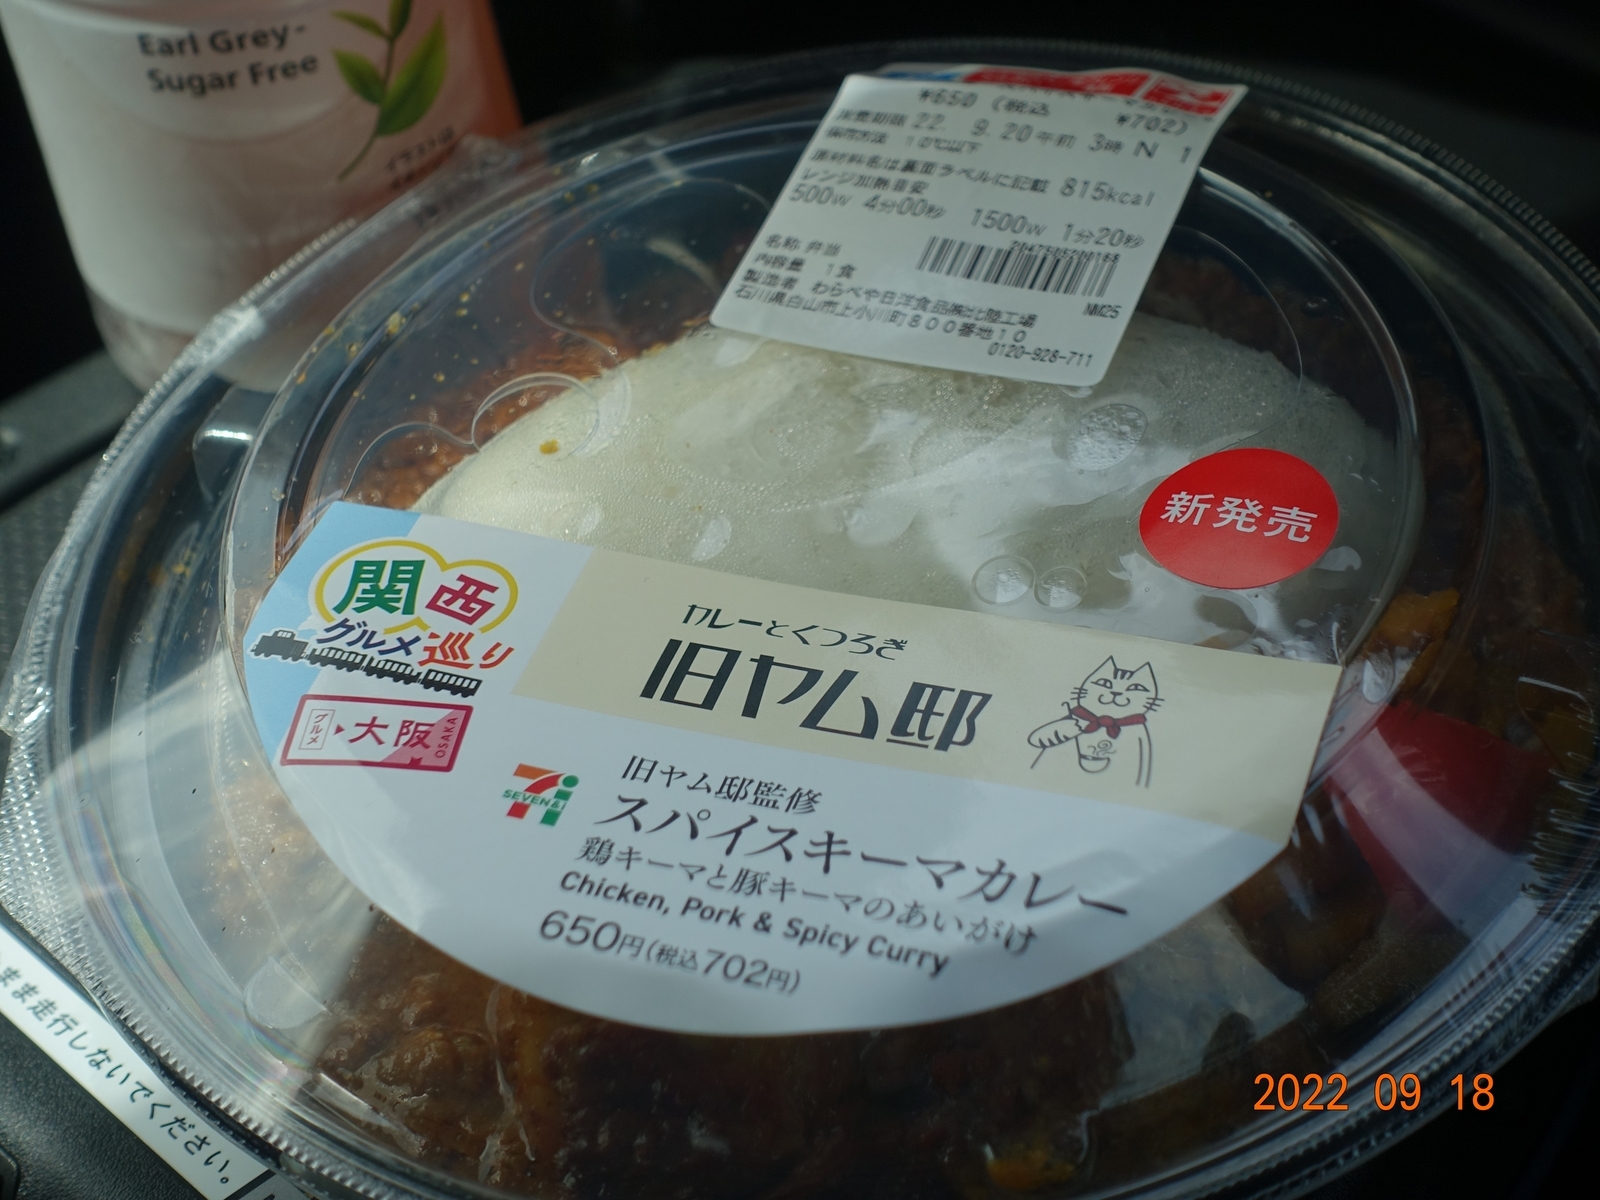 Earl Grey-
Sugar Free
イラストは
¥650 (税込 ¥702)
消費期限 22. 9.20午前 3時 N 1
保存方法 10℃以下
原材料名は裏面ラベルに記載 815kcal
レンジ加熱目安
500W 4分00秒 1500W 1分20秒
名称 弁当
内容量 1食
製造者 わらべや日洋食品㈱北陸工場
石川県白山市上小川町800番地10
0120-928-711
NM25
新発売
関西
グルメ巡り
グルメ
大阪
OSAKA
カレーとくつろぎ
旧ヤム邸
SEVEN&i
旧ヤム邸監修
スパイスキーマカレー
鶏キーマと豚キーマのあいがけ
Chicken, Pork & Spicy Curry
650円(税込702円)
まま走行しないでください。
2022 09 18